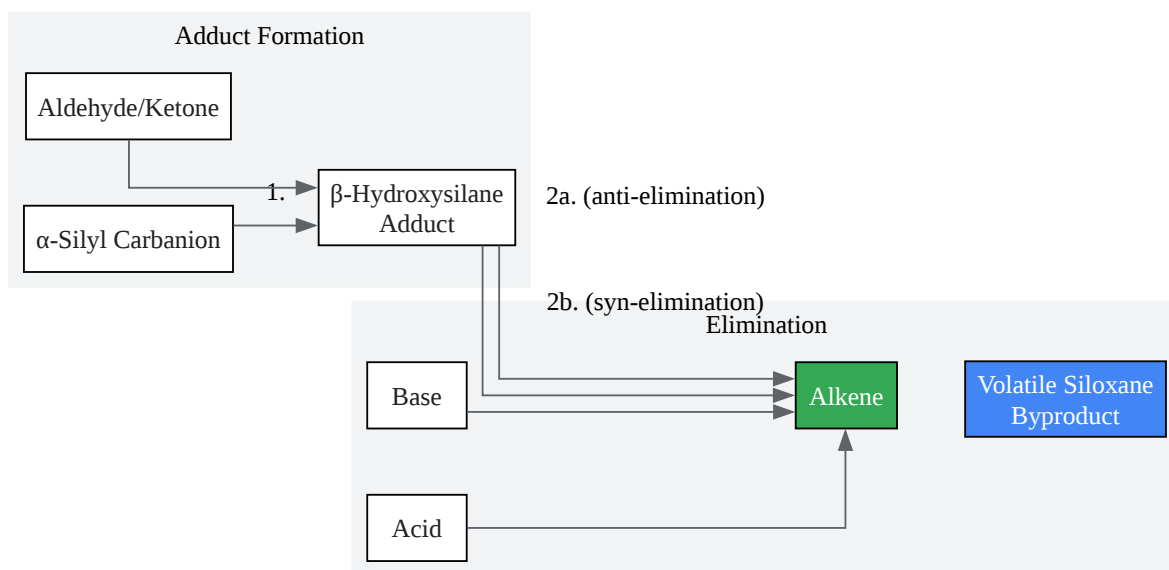 Adduct Formation
Aldehyde/Ketone
1.
β-Hydroxysilane
Adduct
2a. (anti-elimination)
α-Silyl Carbanion
2b. (syn-elimination)
Elimination
Base
Alkene
Volatile Siloxane
Byproduct
Acid